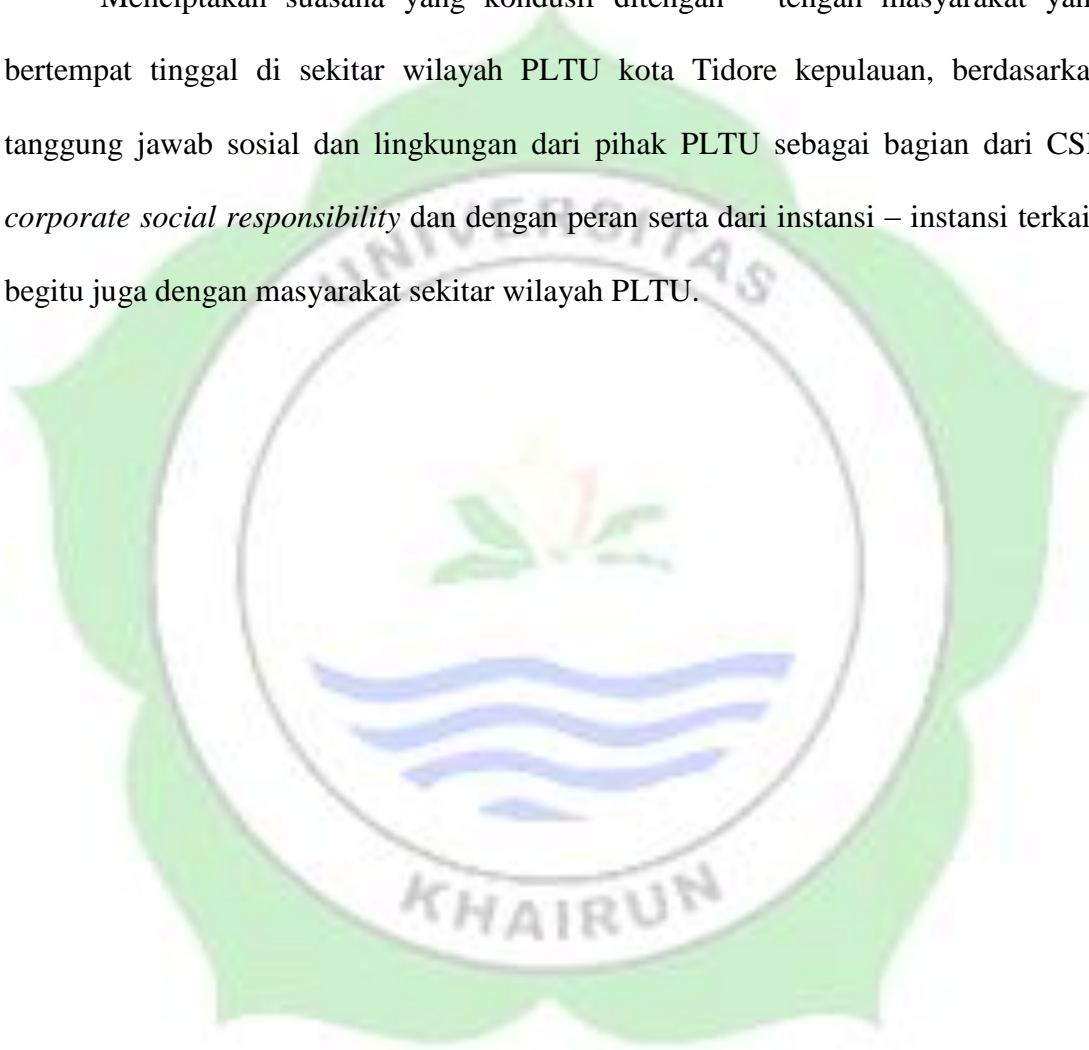 Menciptakan suasana yang kondusif ditengah – tengah masyarakat yan
bertempat tinggal di sekitar wilayah PLTU kota Tidore kepulauan, berdasarka
tanggung jawab sosial dan lingkungan dari pihak PLTU sebagai bagian dari CSR
corporate social responsibility dan dengan peran serta dari instansi – instansi terkai
begitu juga dengan masyarakat sekitar wilayah PLTU.
UNIVERSITAS
KHAIRUN